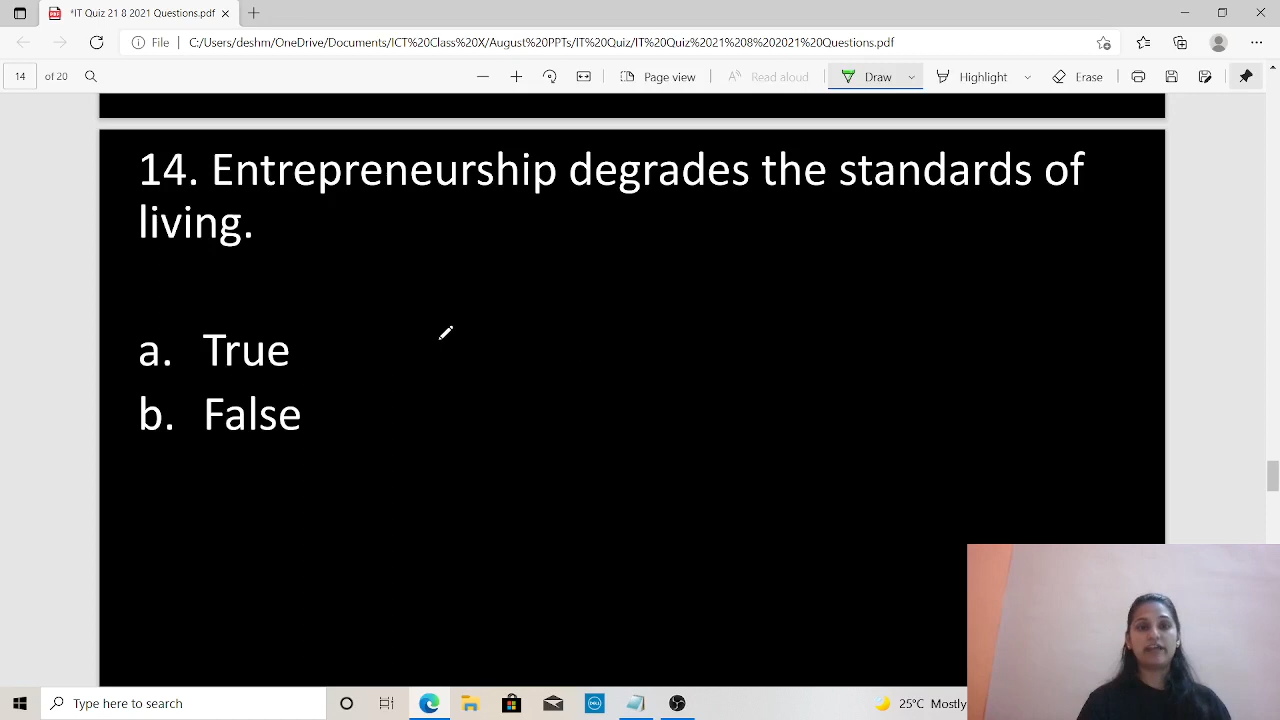 *IT Quiz 21 8 2021 Questions.pdf
File
C:/Users/deshm/OneDrive/Documents/ICT%20Class%20X/August%20PPTs/IT%20Quiz/IT%20Quiz%2021%208%202021%20Questions.pdf
14 of 20
Page view
Read aloud
Draw
Highlight
Erase
14. Entrepreneurship degrades the standards of
living.
a. True
b. False
Type here to search
DELL
25°C Mostly